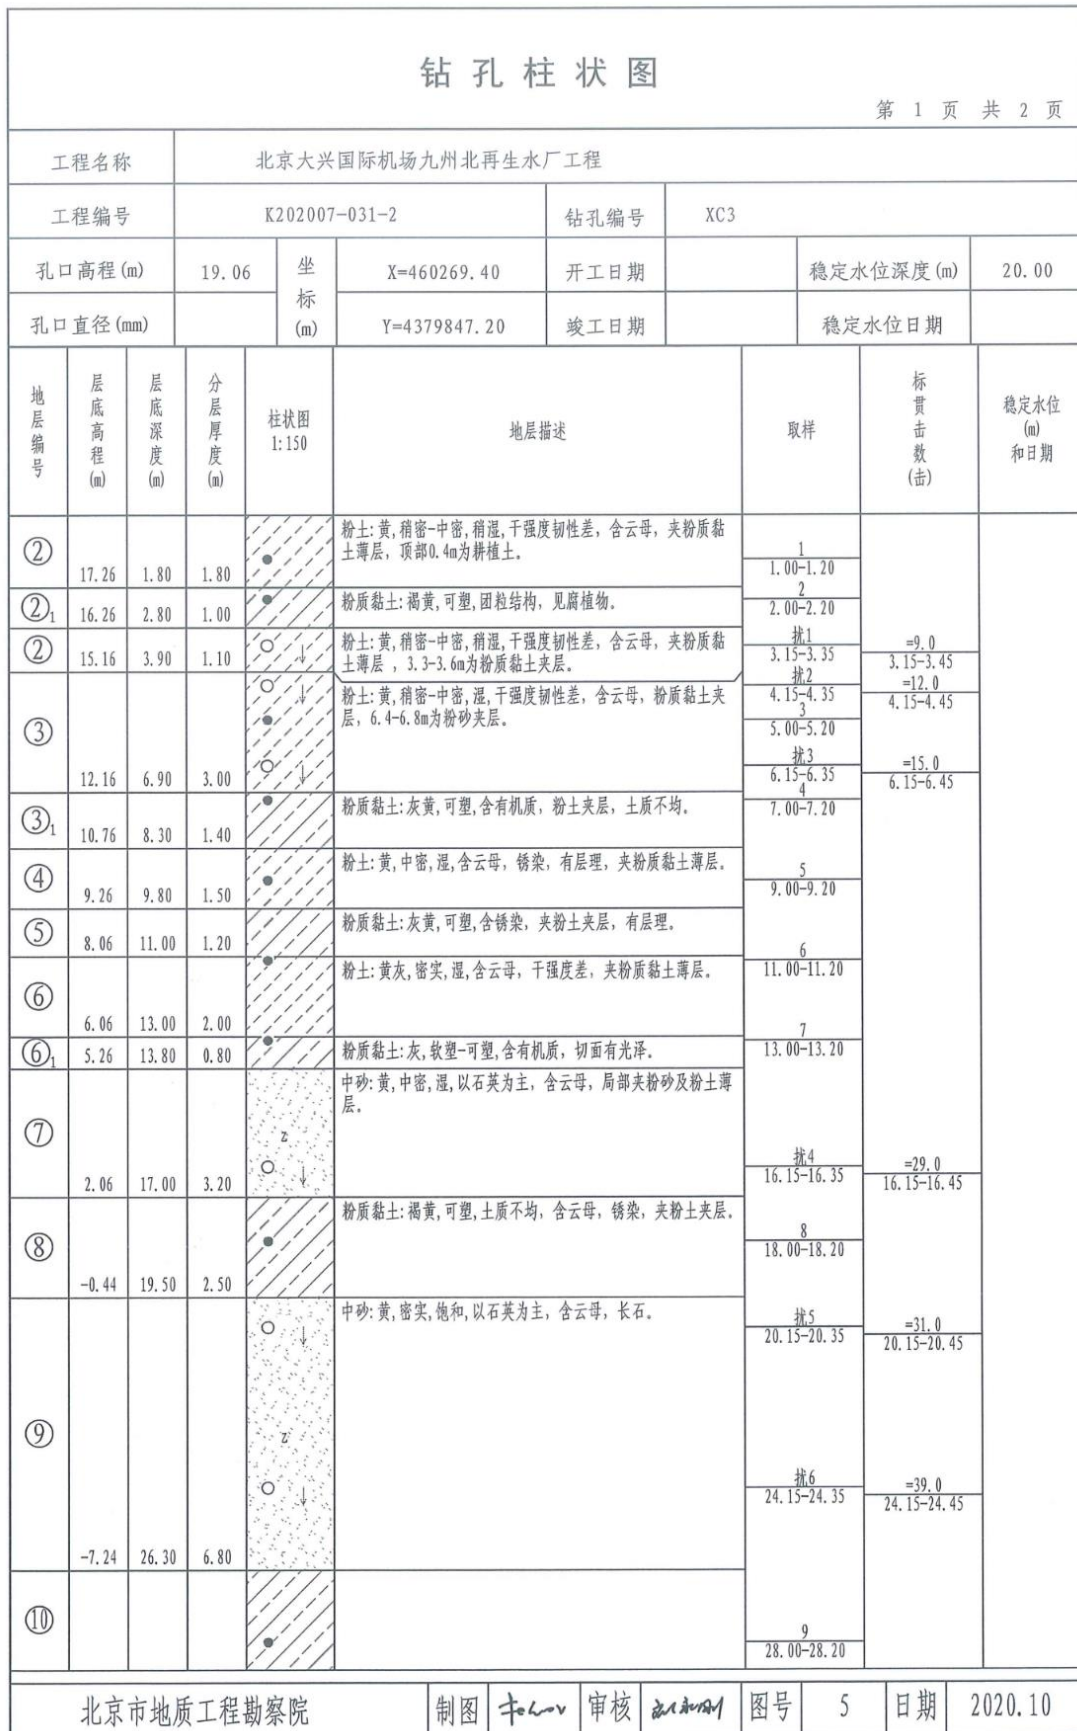 钻孔柱状图
第 1 页 共 2 页
工程名称 北京大兴国际机场九州北再生水厂工程
工程编号 K202007-031-2 钻孔编号 XC3
孔口高程(m) 19.06 坐标(m) X=460269.40 开工日期 稳定水位深度(m) 20.00
孔口直径(mm) Y=4379847.20 竣工日期 稳定水位日期
地层编号 层底高程(m) 层底深度(m) 分层厚度(m) 柱状图 1:150 地层描述 取样 标贯击数(击) 稳定水位(m)和日期
② 17.26 1.80 1.80 粉土:黄,稍密-中密,稍湿,干强度韧性差，含云母，夹粉质黏
土薄层，顶部0.4m为耕植土。
1
1.00-1.20
②1 16.26 2.80 1.00 粉质黏土:褐黄,可塑,团粒结构，见腐植物。
2
2.00-2.20
② 15.16 3.90 1.10 粉土:黄,稍密-中密,稍湿,干强度韧性差，含云母，夹粉质黏
土薄层 ，3.3-3.6m为粉质黏土夹层。
扰1 =9.0
3.15-3.35 3.15-3.45
③ 12.16 6.90 3.00 粉土:黄,稍密-中密,湿,干强度韧性差，含云母，粉质黏土夹
层，6.4-6.8m为粉砂夹层。
扰2 =12.0
4.15-4.35 4.15-4.45
3
5.00-5.20
扰3 =15.0
6.15-6.35 6.15-6.45
③1 10.76 8.30 1.40 粉质黏土:灰黄,可塑,含有机质，粉土夹层，土质不均。
4
7.00-7.20
④ 9.26 9.80 1.50 粉土:黄,中密,湿,含云母，锈染，有层理，夹粉质黏土薄层。
5
9.00-9.20
⑤ 8.06 11.00 1.20 粉质黏土:灰黄,可塑,含锈染，夹粉土夹层，有层理。
⑥ 6.06 13.00 2.00 粉土:黄灰,密实,湿,含云母，干强度差，夹粉质黏土薄层。
6
11.00-11.20
⑥1 5.26 13.80 0.80 粉质黏土:灰,软塑-可塑,含有机质，切面有光泽。
7
13.00-13.20
⑦ 2.06 17.00 3.20 中砂:黄,中密,湿,以石英为主，含云母，局部夹粉砂及粉土薄
层。
z
扰4 =29.0
16.15-16.35 16.15-16.45
⑧ -0.44 19.50 2.50 粉质黏土:褐黄,可塑,土质不均，含云母，锈染，夹粉土夹层。
8
18.00-18.20
⑨ -7.24 26.30 6.80 中砂:黄,密实,饱和,以石英为主，含云母，长石。
z
扰5 =31.0
20.15-20.35 20.15-20.45
扰6 =39.0
24.15-24.35 24.15-24.45
⑩
9
28.00-28.20
北京市地质工程勘察院 制图 审核 图号 5 日期 2020.10